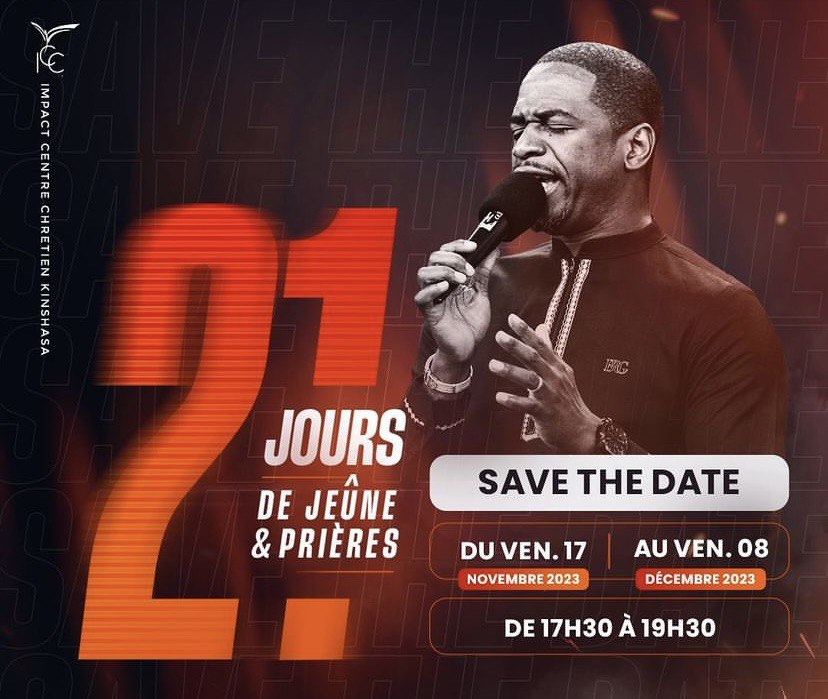 ICC
IMPACT CENTRE CHRETIEN KINSHASA
21
JOURS
DE JEÛNE
& PRIÈRES
SAVE THE DATE
DU VEN. 17
NOVEMBRE 2023
AU VEN. 08
DÉCEMBRE 2023
DE 17H30 À 19H30
SAVE THE DATE